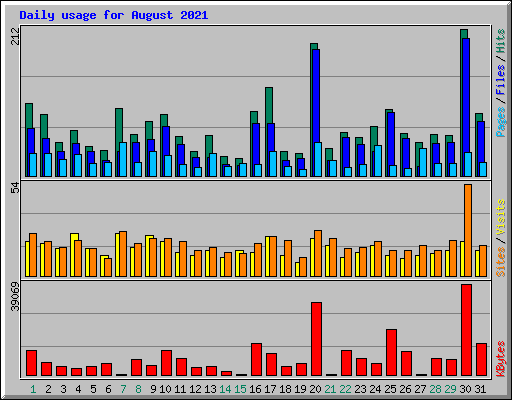 Daily usage for August 2021
212
Pages / Files / Hits
54
Sites / Visits
39069
KBytes
1 2 3 4 5 6 7 8 9 10 11 12 13 14 15 16 17 18 19 20 21 22 23 24 25 26 27 28 29 30 31